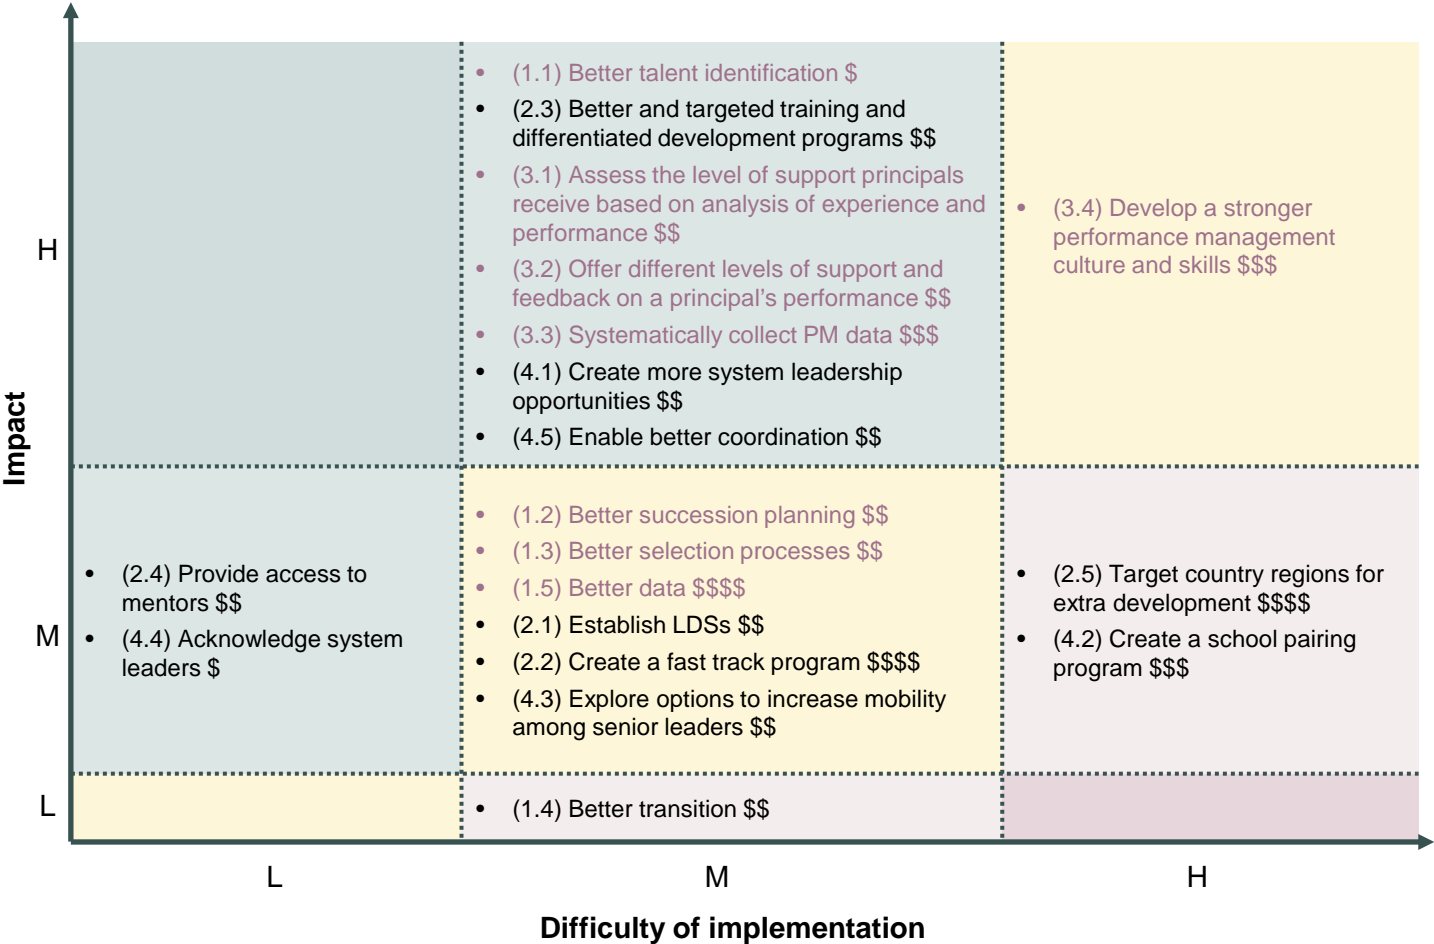 • (1.1) Better talent identification $
• (2.3) Better and targeted training and
differentiated development programs $$
• (3.1) Assess the level of support principals
receive based on analysis of experience and
performance $$
• (3.2) Offer different levels of support and
feedback on a principal’s performance $$
• (3.3) Systematically collect PM data $$$
• (4.1) Create more system leadership
opportunities $$
• (4.5) Enable better coordination $$
• (3.4) Develop a stronger
performance management
culture and skills $$$
H
Impact
• (2.4) Provide access to
mentors $$
• (4.4) Acknowledge system
leaders $
• (1.2) Better succession planning $$
• (1.3) Better selection processes $$
• (1.5) Better data $$$$
• (2.1) Establish LDSs $$
• (2.2) Create a fast track program $$$$
• (4.3) Explore options to increase mobility
among senior leaders $$
• (2.5) Target country regions for
extra development $$$$
• (4.2) Create a school pairing
program $$$
M
L
• (1.4) Better transition $$
L
M
H
Difficulty of implementation